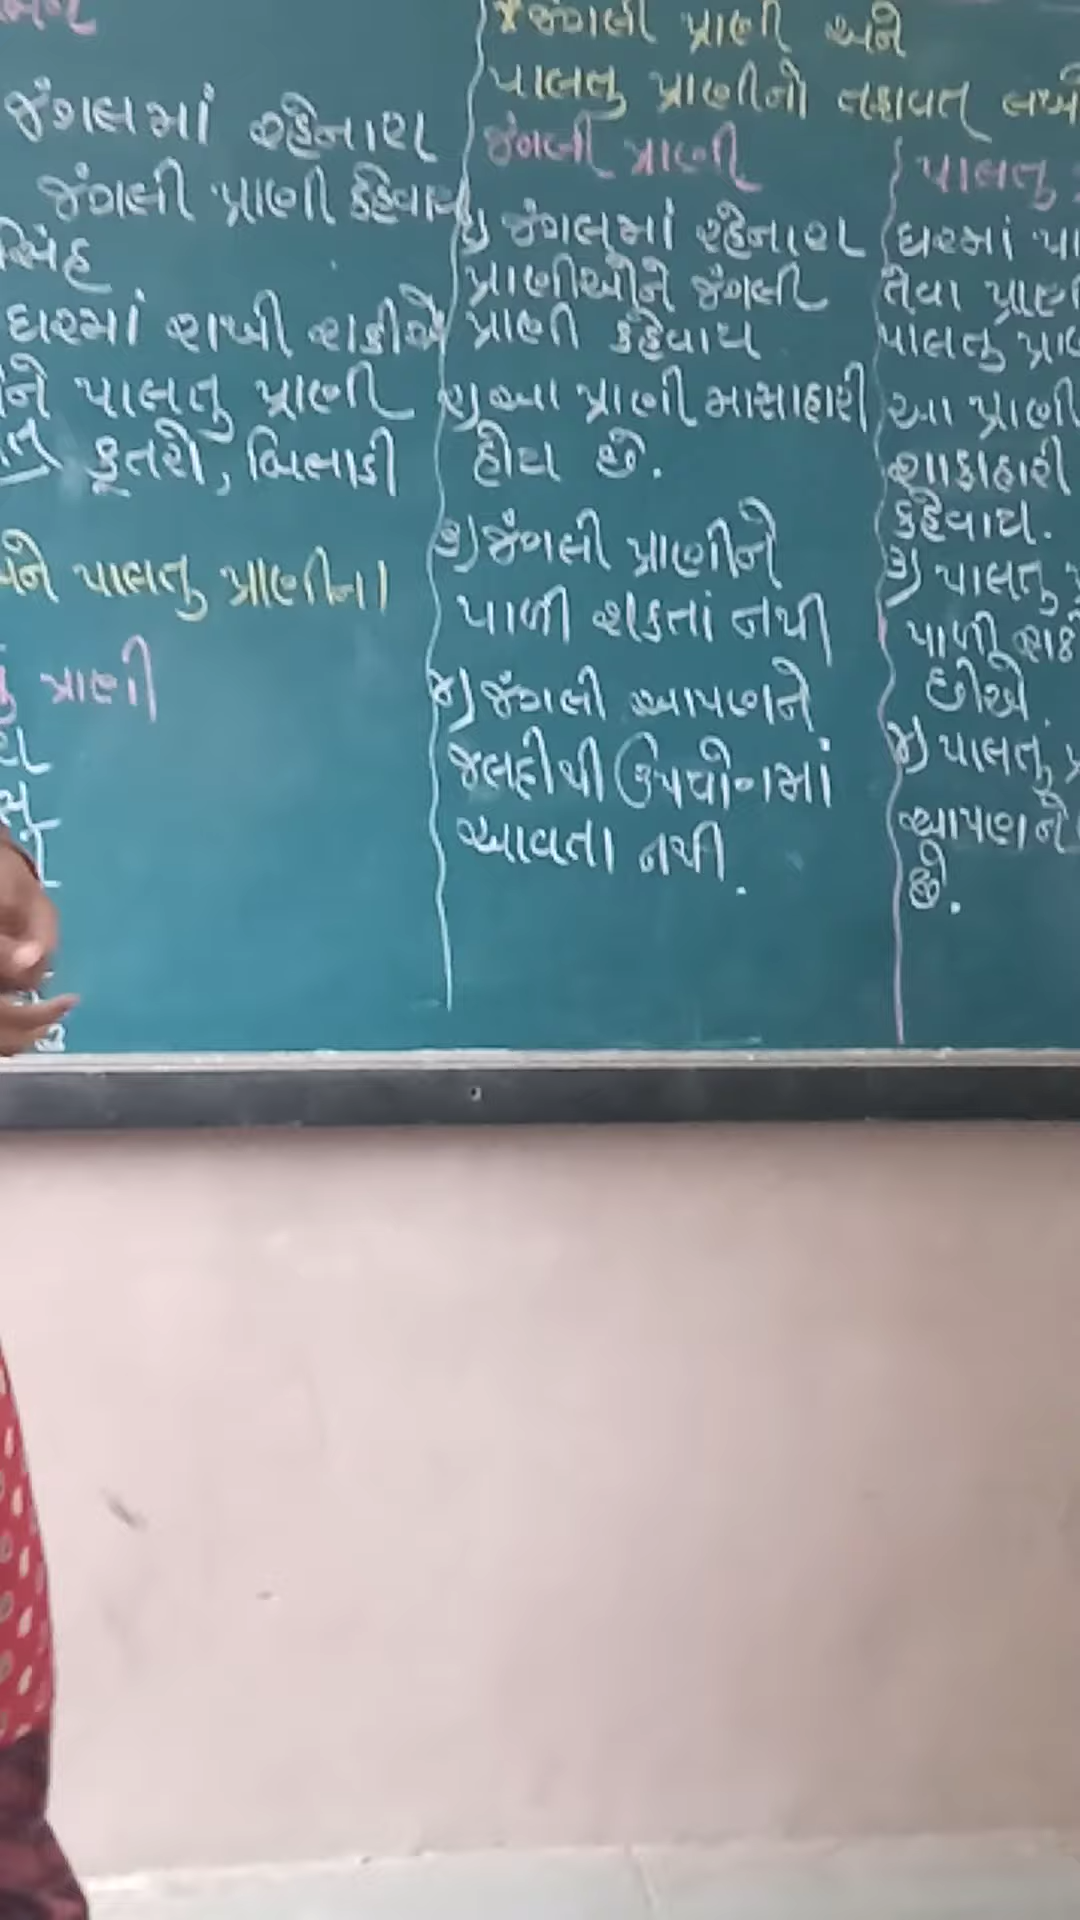 જંગલમાં રહેનારા
જંગલી પ્રાણી કહેવાય
સિંહ
ઘરમાં રાખી શકીએ
ને પાલતુ પ્રાણી
કૂતરો, બિલાડી
અને પાલતુ પ્રાણીના
પ્રાણી
* જંગલી પ્રાણી અને
પાલતુ પ્રાણીનો તફાવત લખો
જંગલી પ્રાણી
૧) જંગલમાં રહેનારા
પ્રાણીઓને જંગલી
પ્રાણી કહેવાય
૨) આ પ્રાણી માસાહારી
હોય છે.
૩) જંગલી પ્રાણીને
પાળી શકતાં નથી
૪) જંગલી આપણને
જલદીથી ઉપયોગમાં
આવતા નથી.
પાલતુ
ઘરમાં પા
તેવા પ્રાણી
પાલતુ પ્રાણ
આ પ્રાણી
શાકાહારી
કહેવાય.
૩) પાલતુ
પાળી શકે
છીએ.
૪) પાલતુ પ્ર
આપણને
છે.